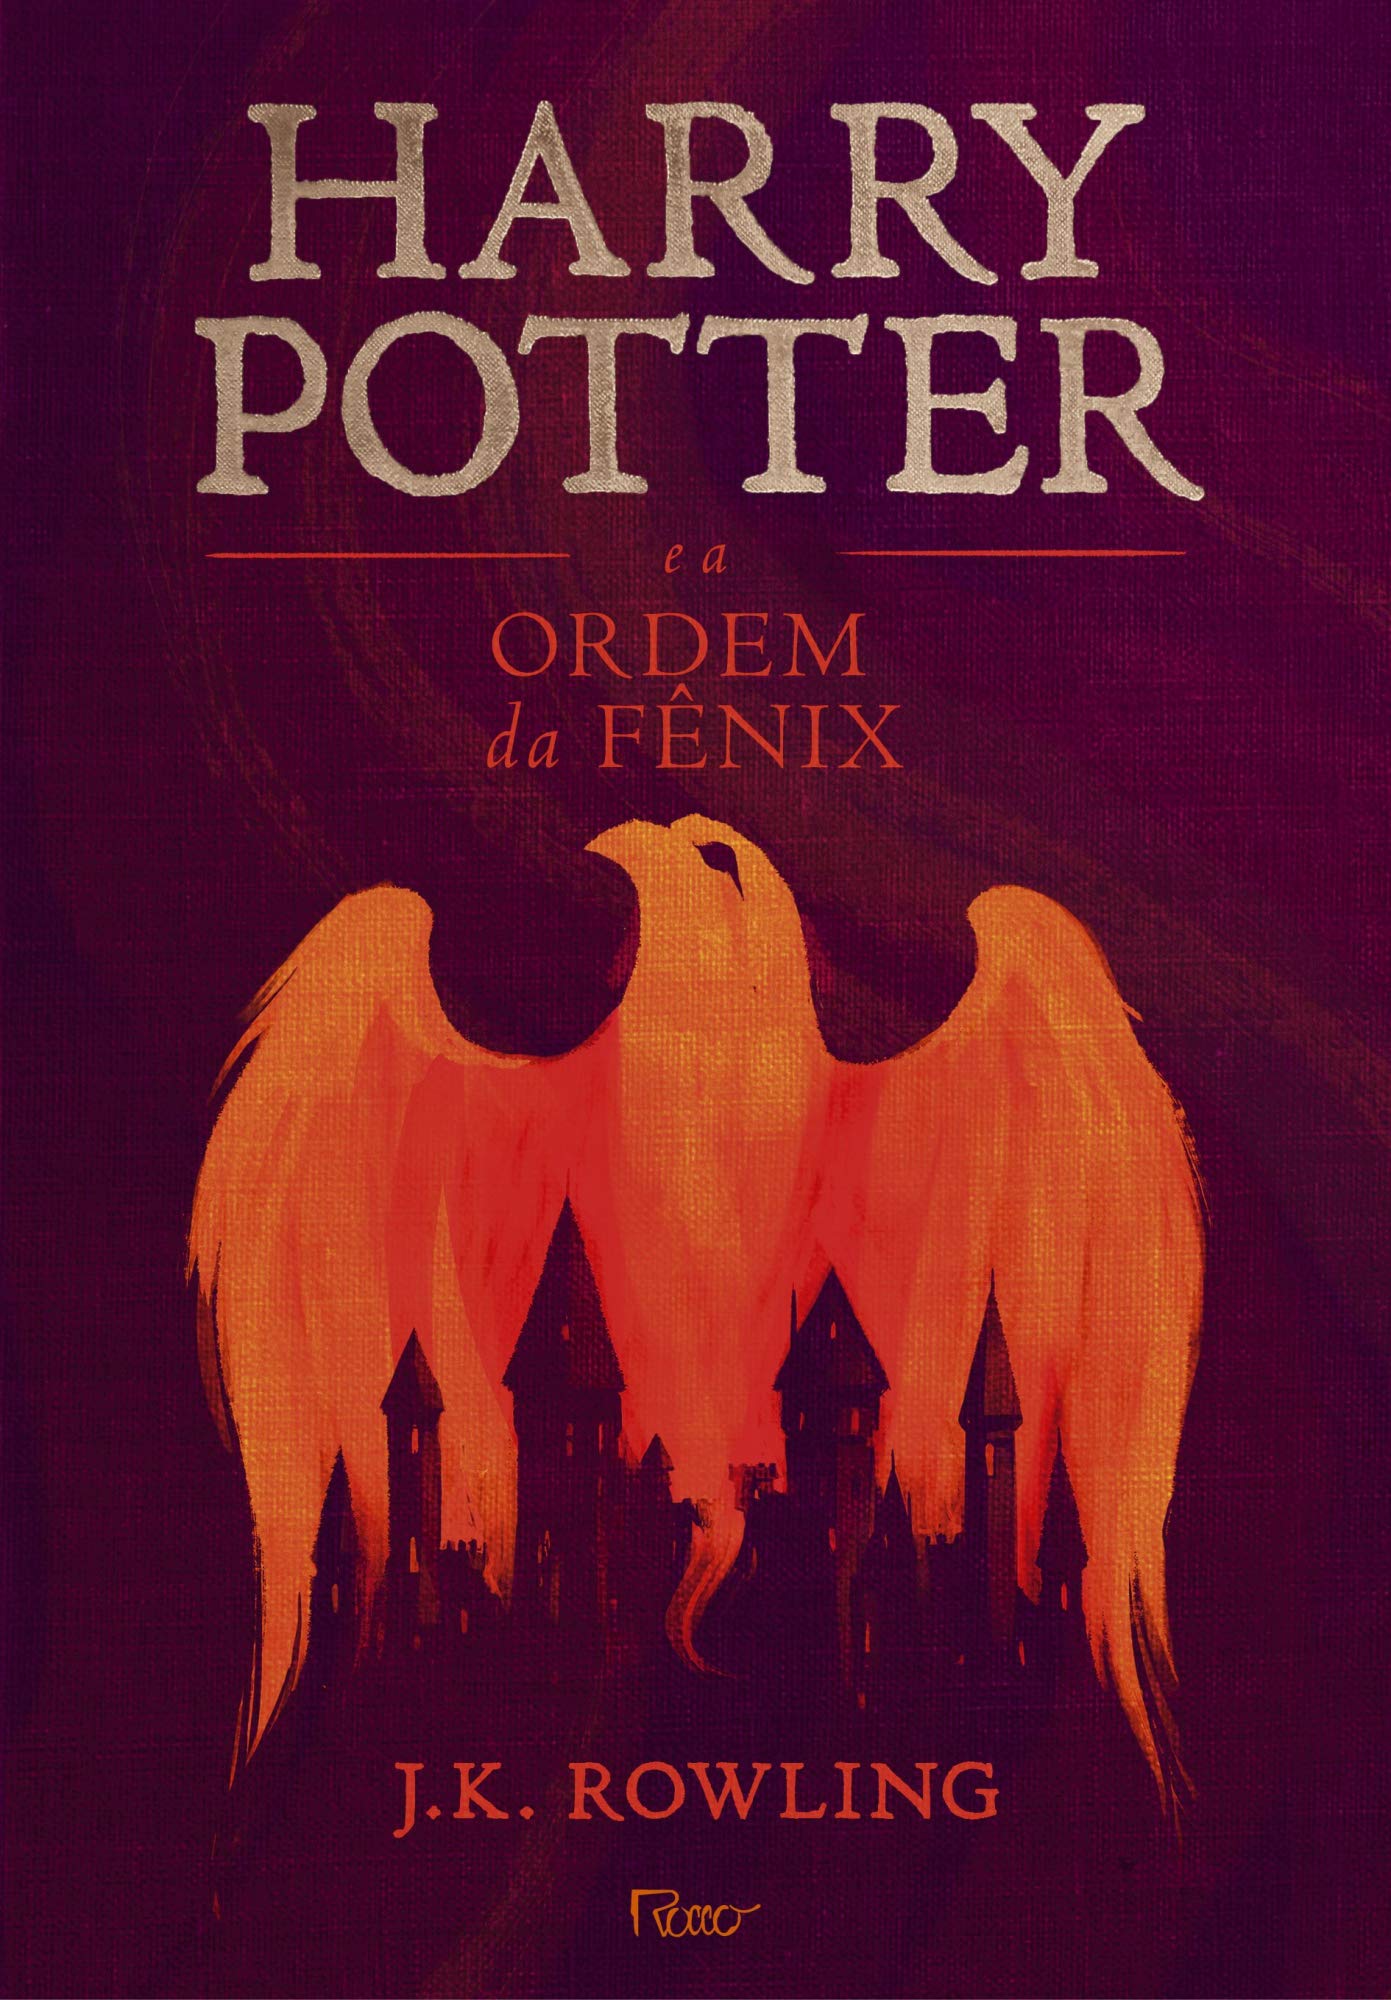 HARRY
POTTER
e a
ORDEM
da FÊNIX
J.K. ROWLING
Rocco